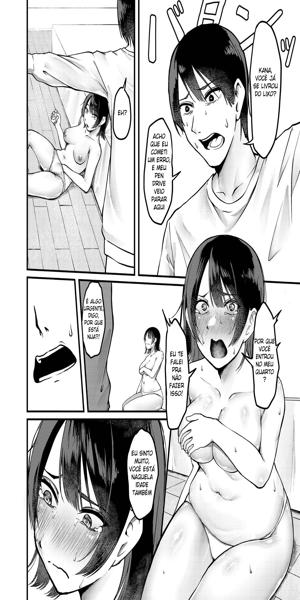 KANA,
VOCÊ JÁ
SE LIVROU
DO LIXO?
EH?
ACHO
QUE EU
COMETI
UM ERRO,
E MEU
PEN
DRIVE
VEIO
PARAR
AQUI
POR QUE
VOCÊ
ENTROU
NO MEU
QUARTO
?
EU TE
FALEI
PRA
NÃO
FAZER
ISSO!
É ALGO
URGENTE,
DIGO,
POR QUE
ESTÁ
NUA?!
EU SINTO
MUITO,
VOCÊ ESTÁ
NAQUELA
IDADE
TAMBÉM